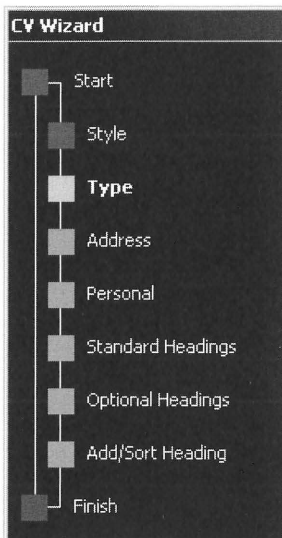 CV Wizard
Start
Style
Type
Address
Personal
Standard Headings
Optional Headings
Add/Sort Heading
Finish